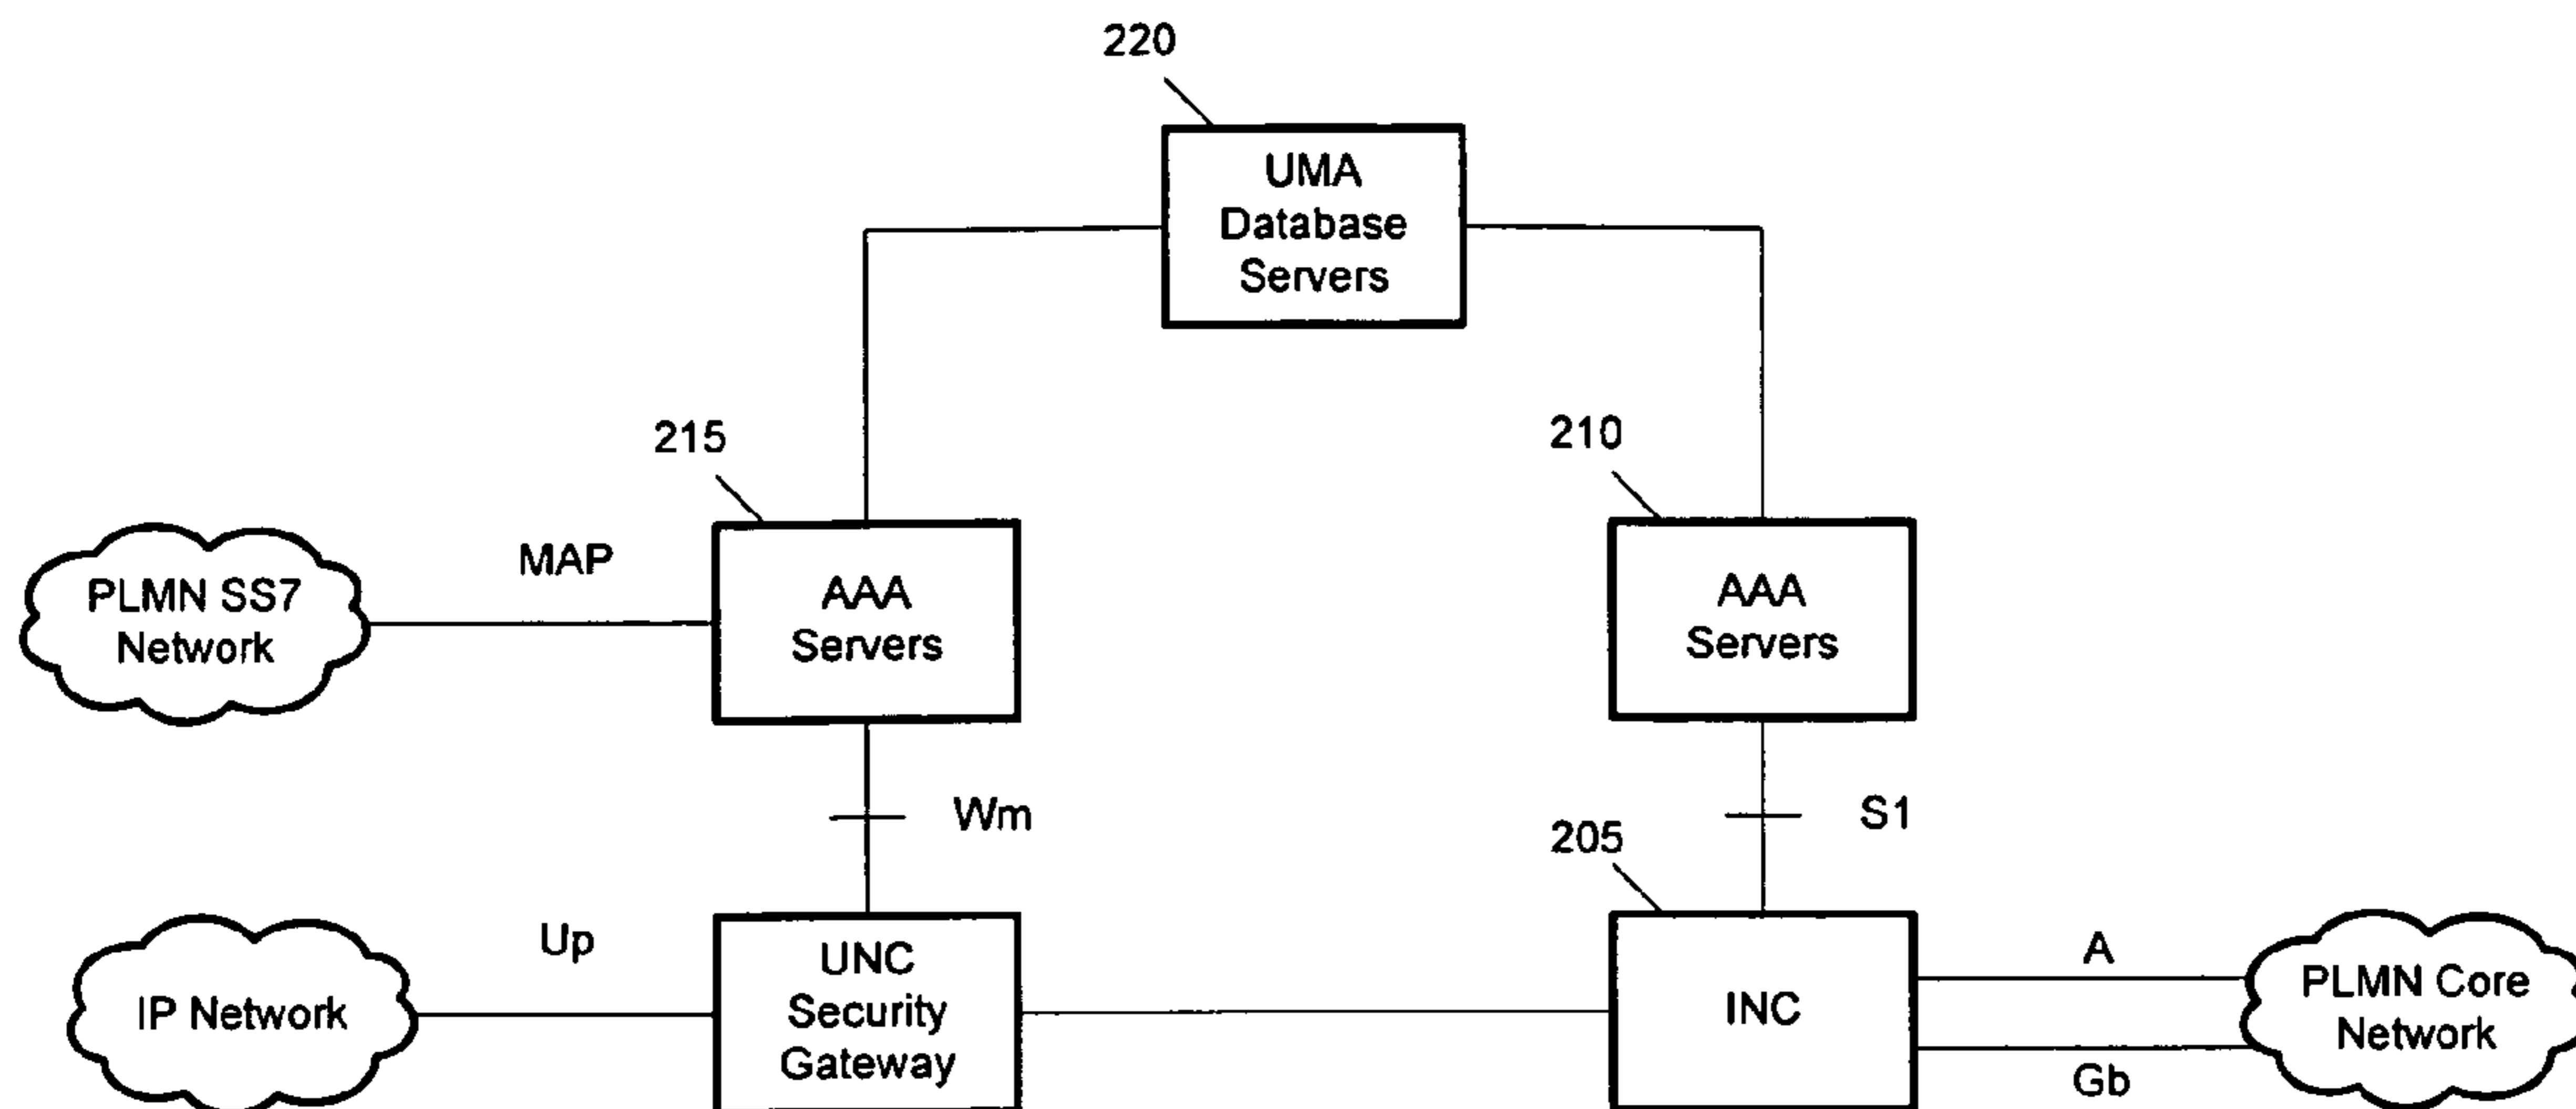 220
UMA
Database
Servers
215
210
MAP
PLMN SS7
Network
AAA
Servers
AAA
Servers
Wm
S1
205
Up
A
IP Network
UNC
Security
Gateway
INC
PLMN Core
Network
Gb